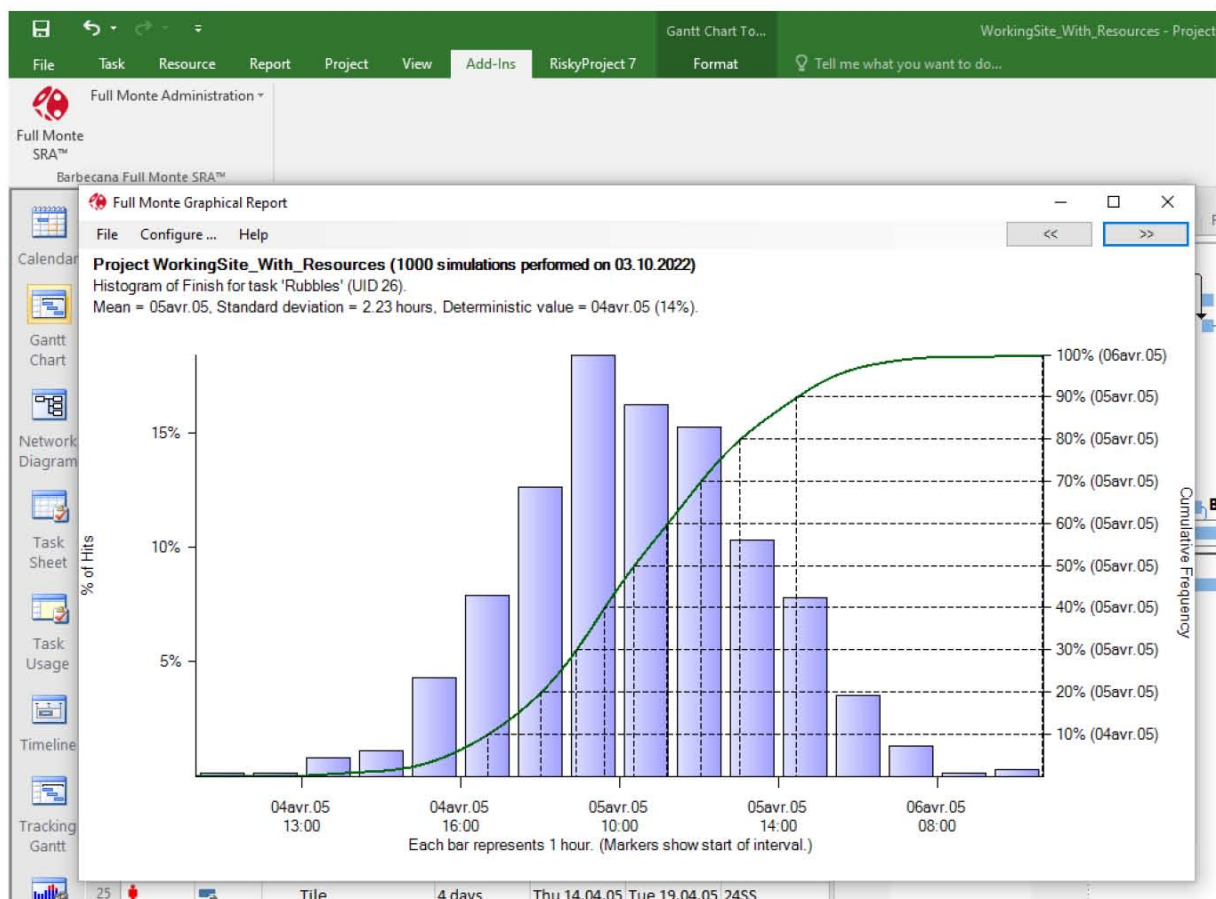 Gantt Chart To...
WorkingSite_With_Resources - Project
File Task Resource Report Project View Add-Ins RiskyProject 7 Format Tell me what you want to do...
Full Monte Administration
Full Monte
SRA™
Barbecana Full Monte SRA™
Full Monte Graphical Report
File Configure ... Help << >>
Calendar
Gantt
Chart
Network
Diagram
Task
Sheet
Task
Usage
Timeline
Tracking
Gantt
Project WorkingSite_With_Resources (1000 simulations performed on 03.10.2022)
Histogram of Finish for task 'Rubbles' (UID 26).
Mean = 05avr.05, Standard deviation = 2.23 hours, Deterministic value = 04avr.05 (14%).
% of Hits
15%
10%
5%
100% (06avr.05)
90% (05avr.05)
80% (05avr.05)
70% (05avr.05)
60% (05avr.05)
50% (05avr.05)
40% (05avr.05)
30% (05avr.05)
20% (05avr.05)
10% (04avr.05)
Cumulative Frequency
04avr.05 04avr.05 05avr.05 05avr.05 06avr.05
13:00 16:00 10:00 14:00 08:00
Each bar represents 1 hour. (Markers show start of interval.)
25 Tile 4 days Thu 14.04.05 Tue 19.04.05 24SS